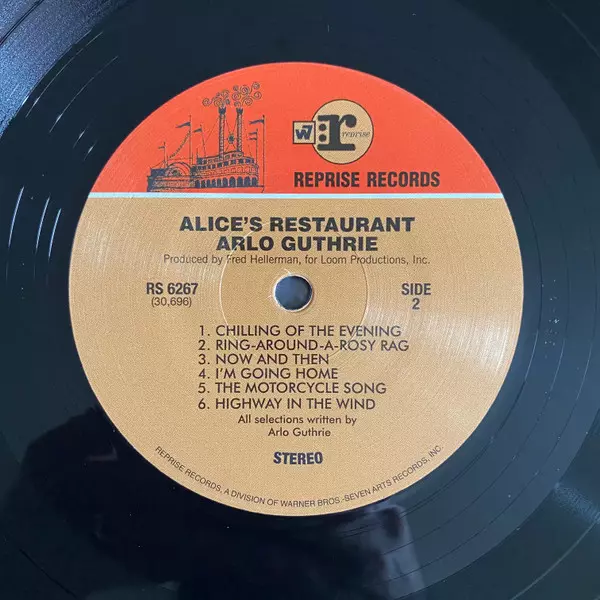 W7 r reprise
REPRISE RECORDS
ALICE'S RESTAURANT
ARLO GUTHRIE
Produced by Fred Hellerman, for Loom Productions, Inc.
RS 6267
(30,696)
SIDE
2
1. CHILLING OF THE EVENING
2. RING-AROUND-A-ROSY RAG
3. NOW AND THEN
4. I'M GOING HOME
5. THE MOTORCYCLE SONG
6. HIGHWAY IN THE WIND
All selections written by
Arlo Guthrie
STEREO
REPRISE RECORDS, A DIVISION OF WARNER BROS.-SEVEN ARTS RECORDS, INC.